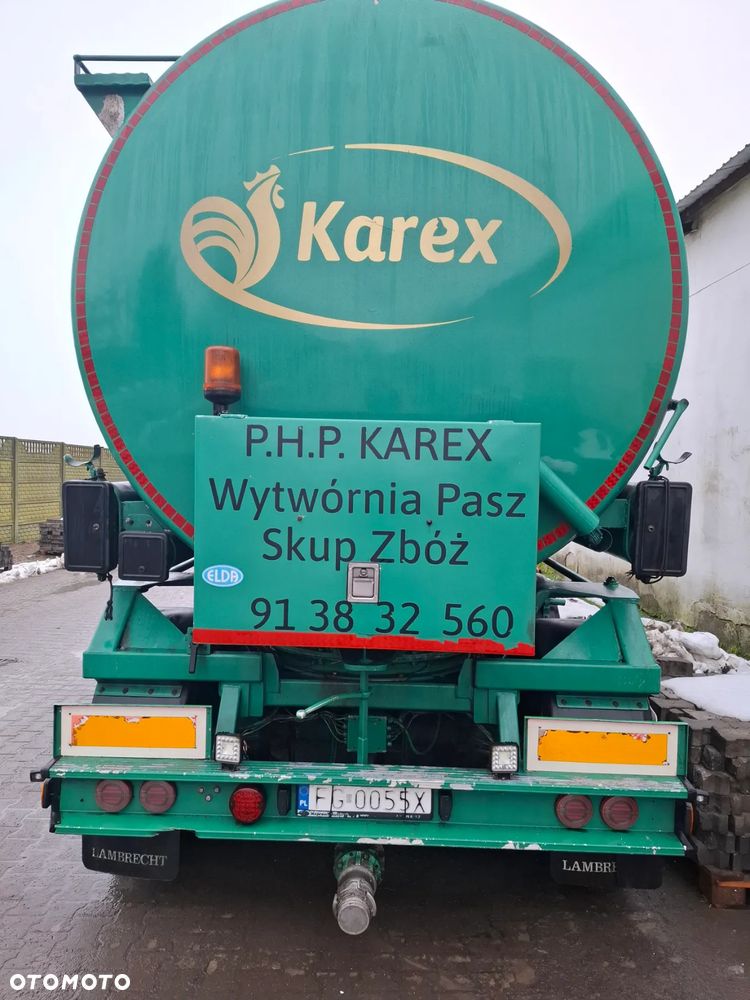 Karex
P.H.P. KAREX
Wytwórnia Pasz
Skup Zbóż
ELDA
91 38 32 560
PL FG 0055X
LAMBRECHT
LAMBRE
OTOMOTO